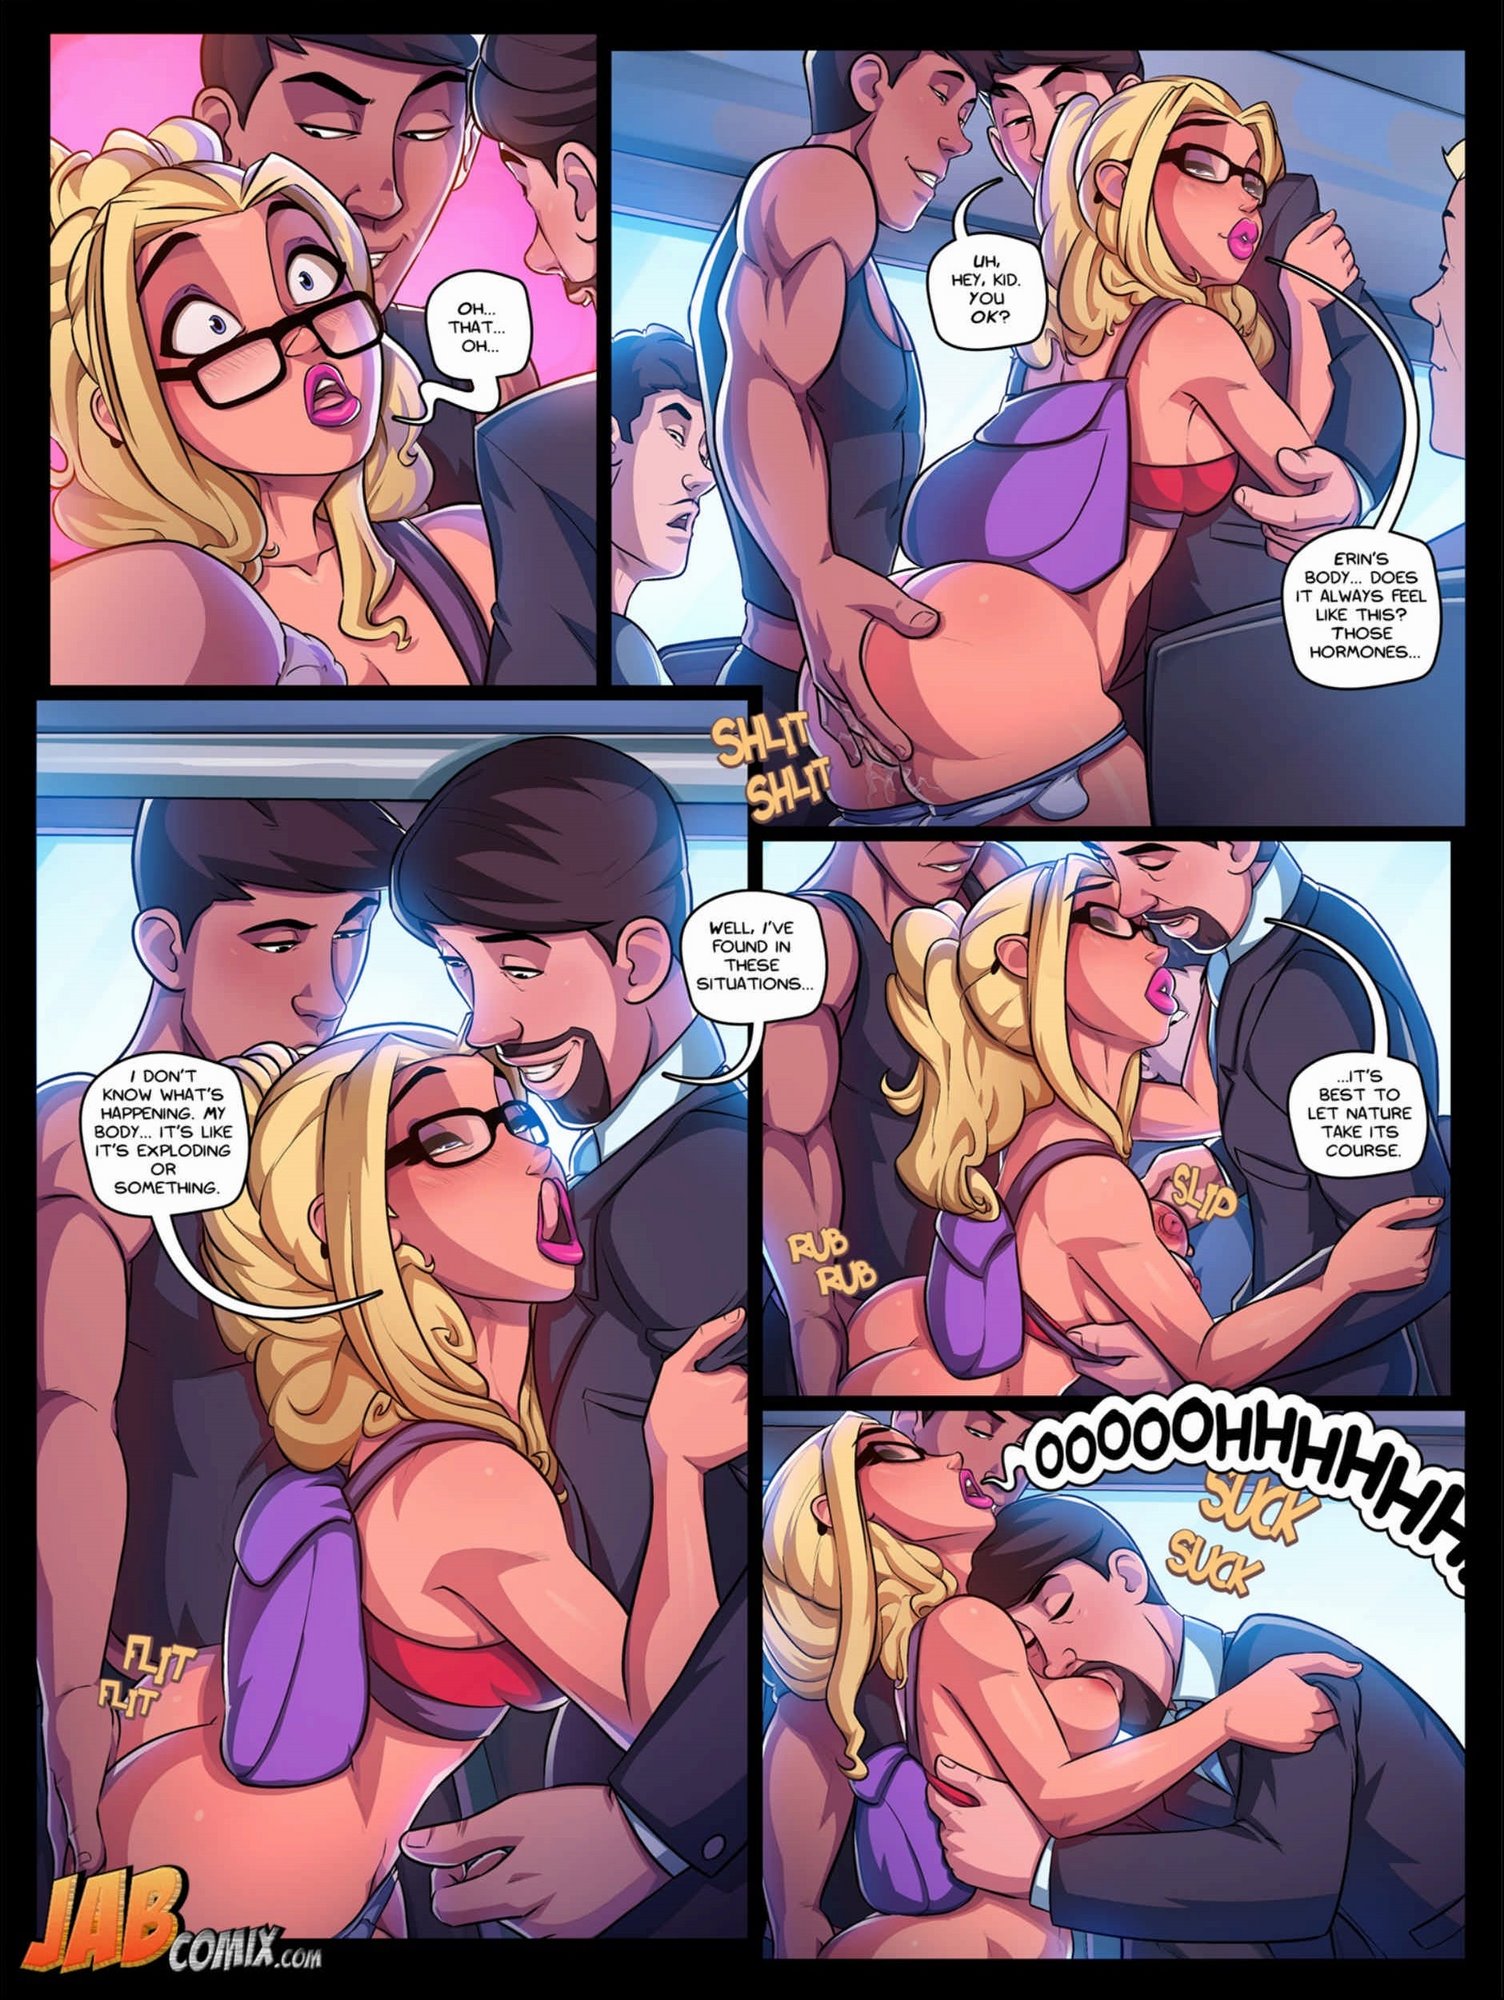 OH...
THAT...
OH...
UH,
HEY, KID.
YOU
OK?
ERIN'S
BODY... DOES
IT ALWAYS FEEL
LIKE THIS?
THOSE
HORMONES...
SHLIT
SHLIT
WELL, I'VE
FOUND IN
THESE
SITUATIONS...
I DON'T
KNOW WHAT'S
HAPPENING. MY
BODY... IT'S LIKE
IT'S EXPLODING
OR
SOMETHING.
FLIT
FLIT
...IT'S
BEST TO
LET NATURE
TAKE ITS
COURSE.
SLIP
RUB
RUB
OOOOOHHHHHHH
SUCK
SUCK
JAB
COMIX.COM